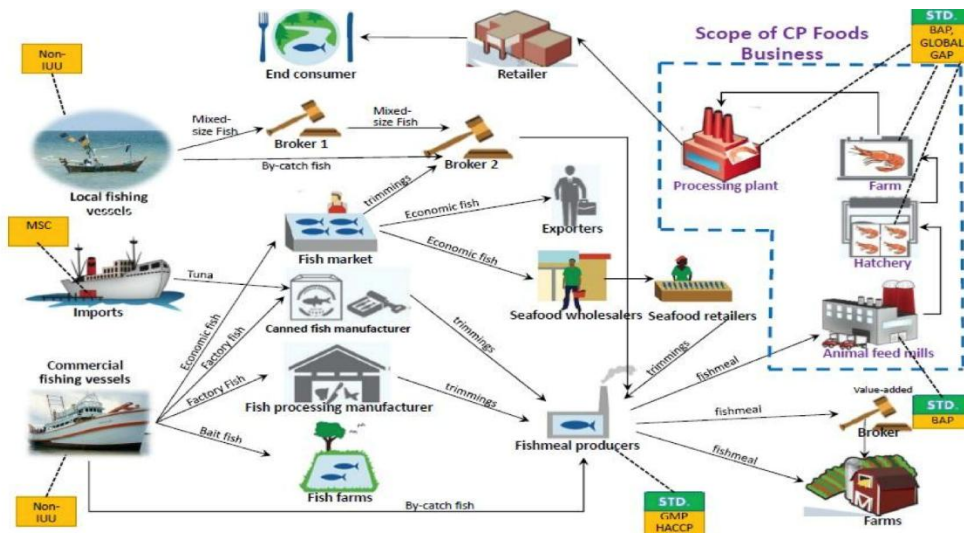 Non-
IUU
End consumer
Retailer
Scope of CP Foods
Business
STD.
BAP,
GLOBAL
GAP
Mixed-
size Fish
Broker 1
Mixed-
size Fish
Broker 2
By-catch fish
Local fishing
vessels
Processing plant
Farm
trimmings
Economic fish
Exporters
MSC
Fish market
Economic fish
Hatchery
Tuna
Imports
Canned fish manufacturer
Seafood wholesalers
Seafood retailers
Economic fish
Factory fish
trimmings
trimmings
fishmeal
Animal feed mills
Commercial
fishing vessels
Factory Fish
Fish processing manufacturer
trimmings
Value-added
fishmeal
Broker
STD.
BAP
Bait fish
Fishmeal producers
fishmeal
Fish farms
By-catch fish
Non-
IUU
STD.
GMP
HACCP
Farms